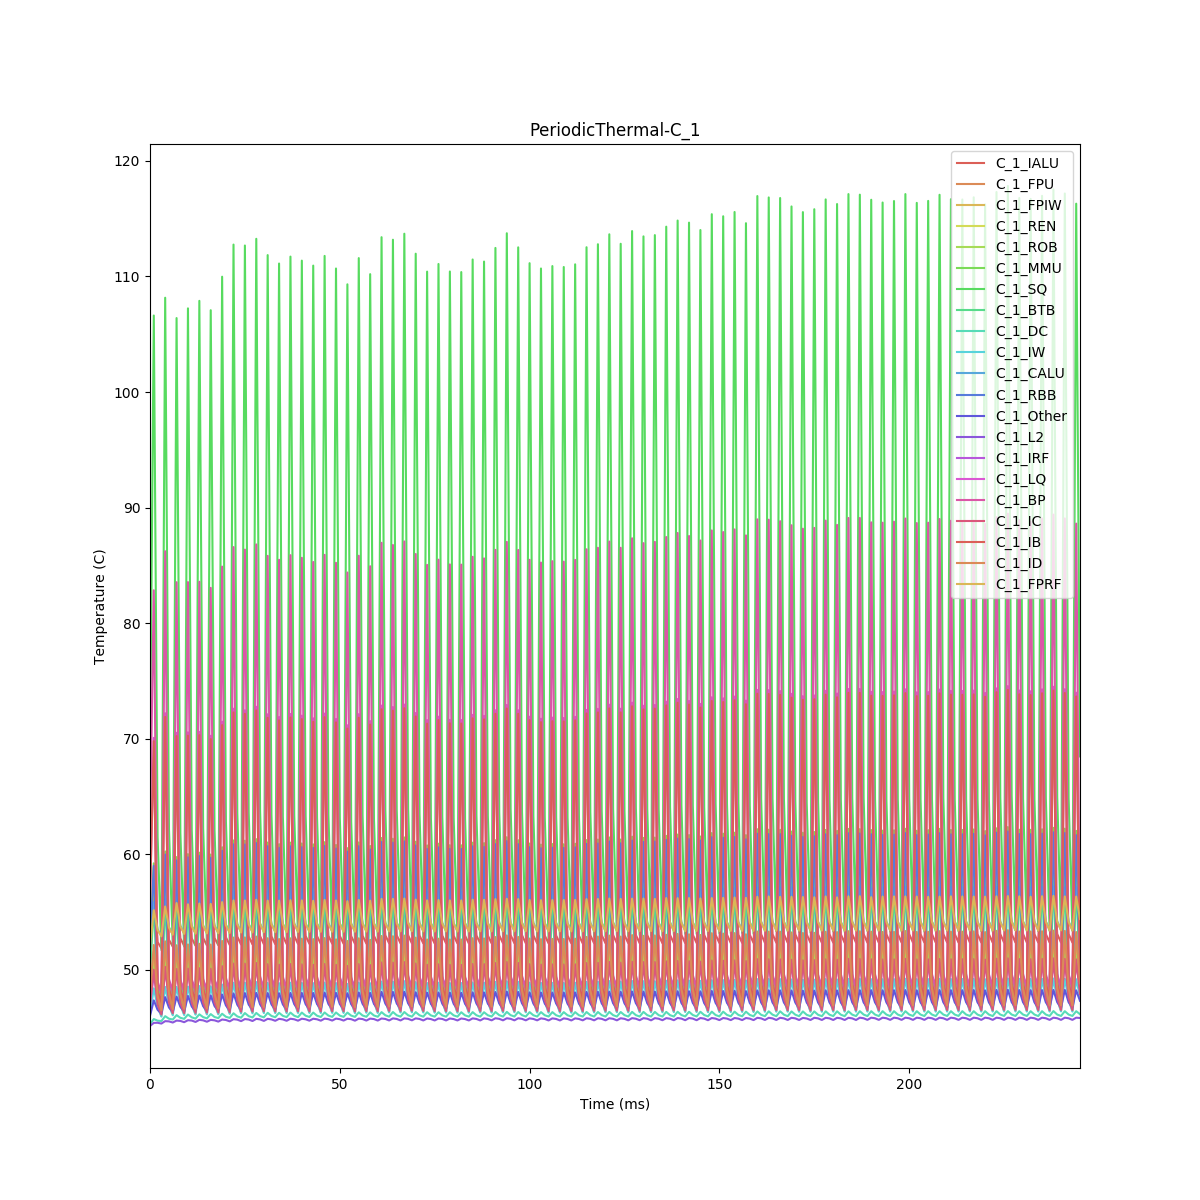 PeriodicThermal-C_1
120
110
100
90
80
70
60
50
Temperature (C)
0
50
100
150
200
Time (ms)
C_1_IALU
C_1_FPU
C_1_FPIW
C_1_REN
C_1_ROB
C_1_MMU
C_1_SQ
C_1_BTB
C_1_DC
C_1_IW
C_1_CALU
C_1_RBB
C_1_Other
C_1_L2
C_1_IRF
C_1_LQ
C_1_BP
C_1_IC
C_1_IB
C_1_ID
C_1_FPRF